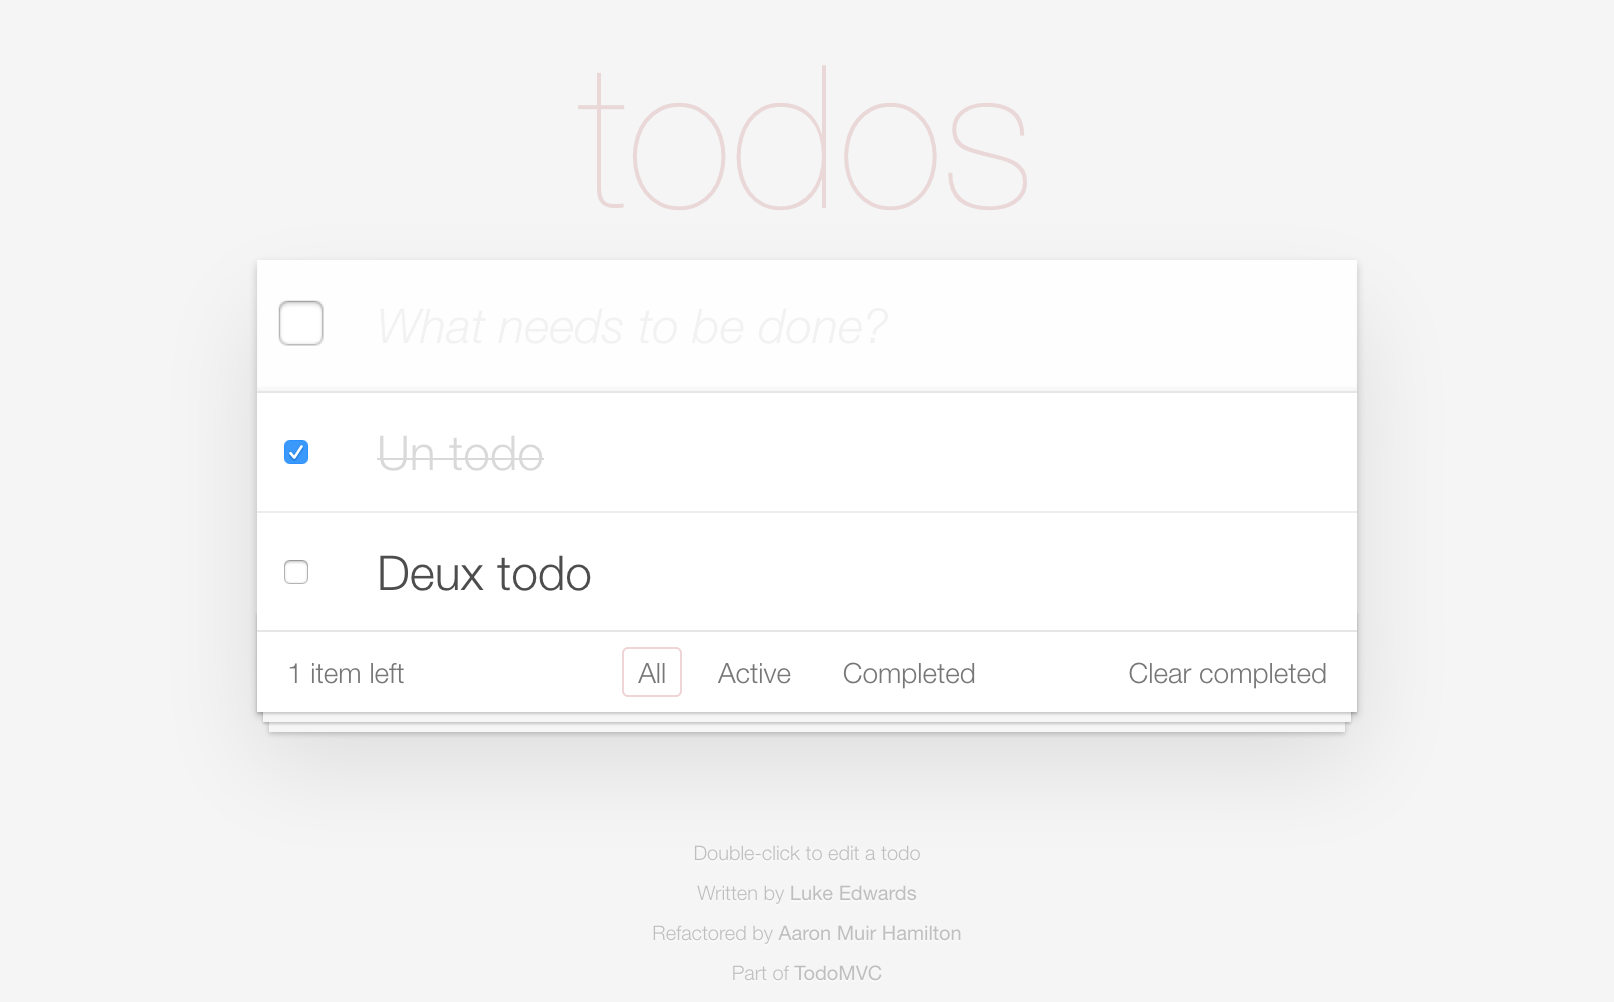 todos
What needs to be done?
Un todo
Deux todo
1 item left All Active Completed Clear completed
Double-click to edit a todo
Written by Luke Edwards
Refactored by Aaron Muir Hamilton
Part of TodoMVC